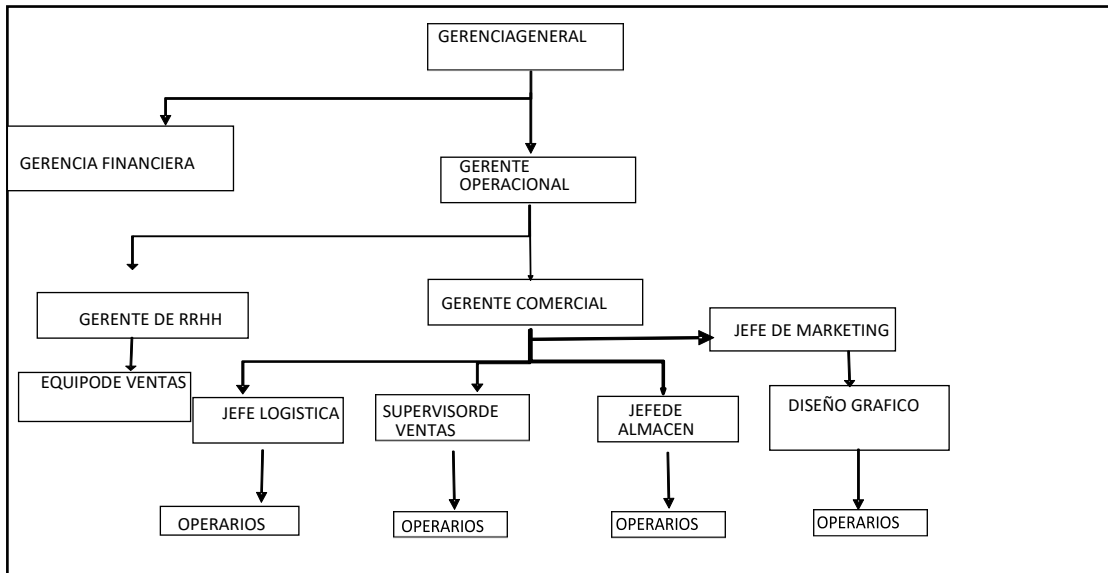 GERENCIAGENERAL
GERENCIA FINANCIERA
GERENTE
OPERACIONAL
GERENTE DE RRHH
GERENTE COMERCIAL
JEFE DE MARKETING
EQUIPODE VENTAS
JEFE LOGISTICA
SUPERVISORDE
VENTAS
JEFEDE
ALMACEN
DISEÑO GRAFICO
OPERARIOS
OPERARIOS
OPERARIOS
OPERARIOS